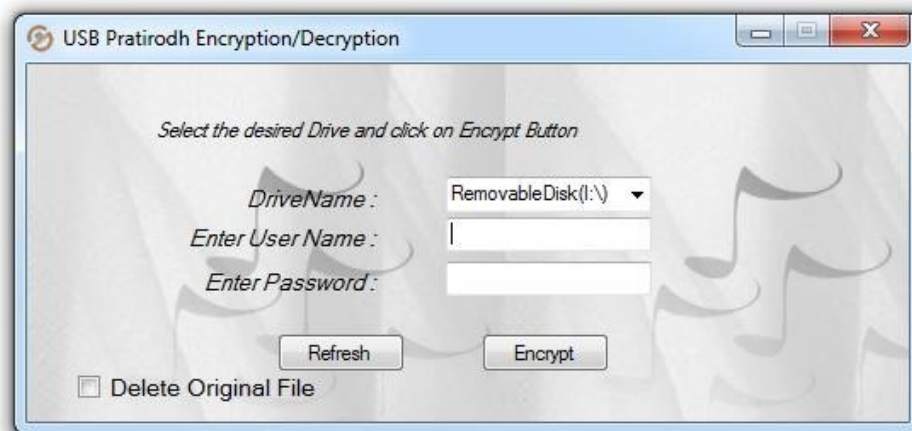 USB Pratirodh Encryption/Decryption
Select the desired Drive and click on Encrypt Button
DriveName :
RemovableDisk(I:\)
Enter User Name :
Enter Password :
Refresh
Encrypt
Delete Original File